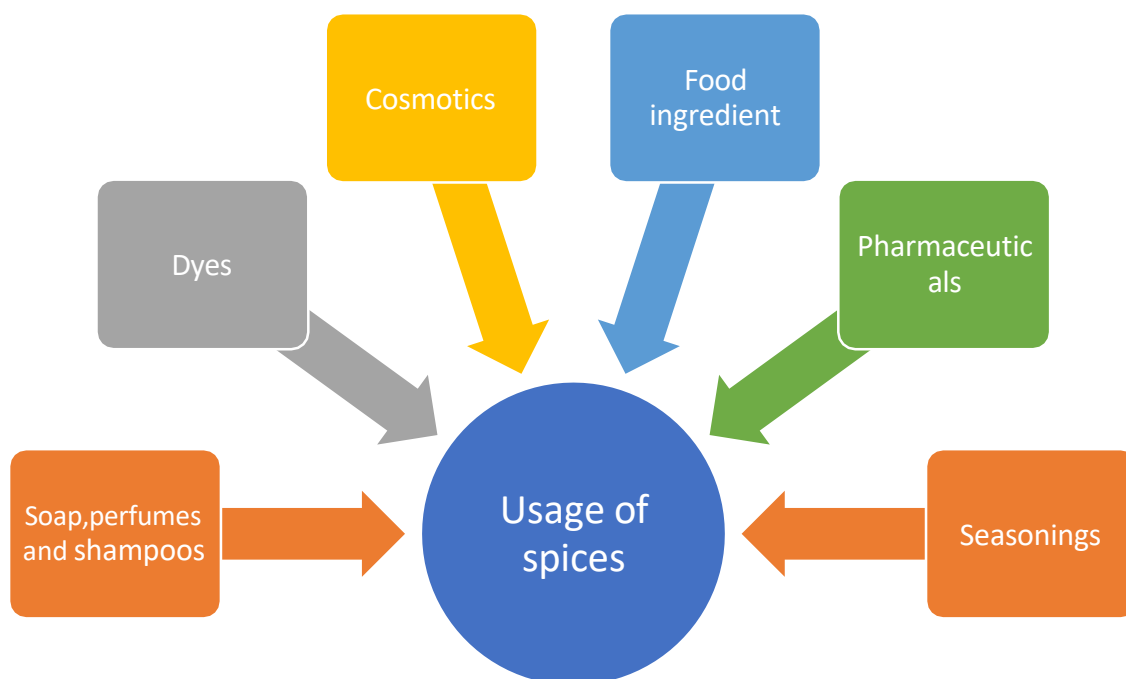 Cosmotics
Food
ingredient
Dyes
Pharmaceutic
als
Soap,perfumes
and shampoos
Usage of
spices
Seasonings